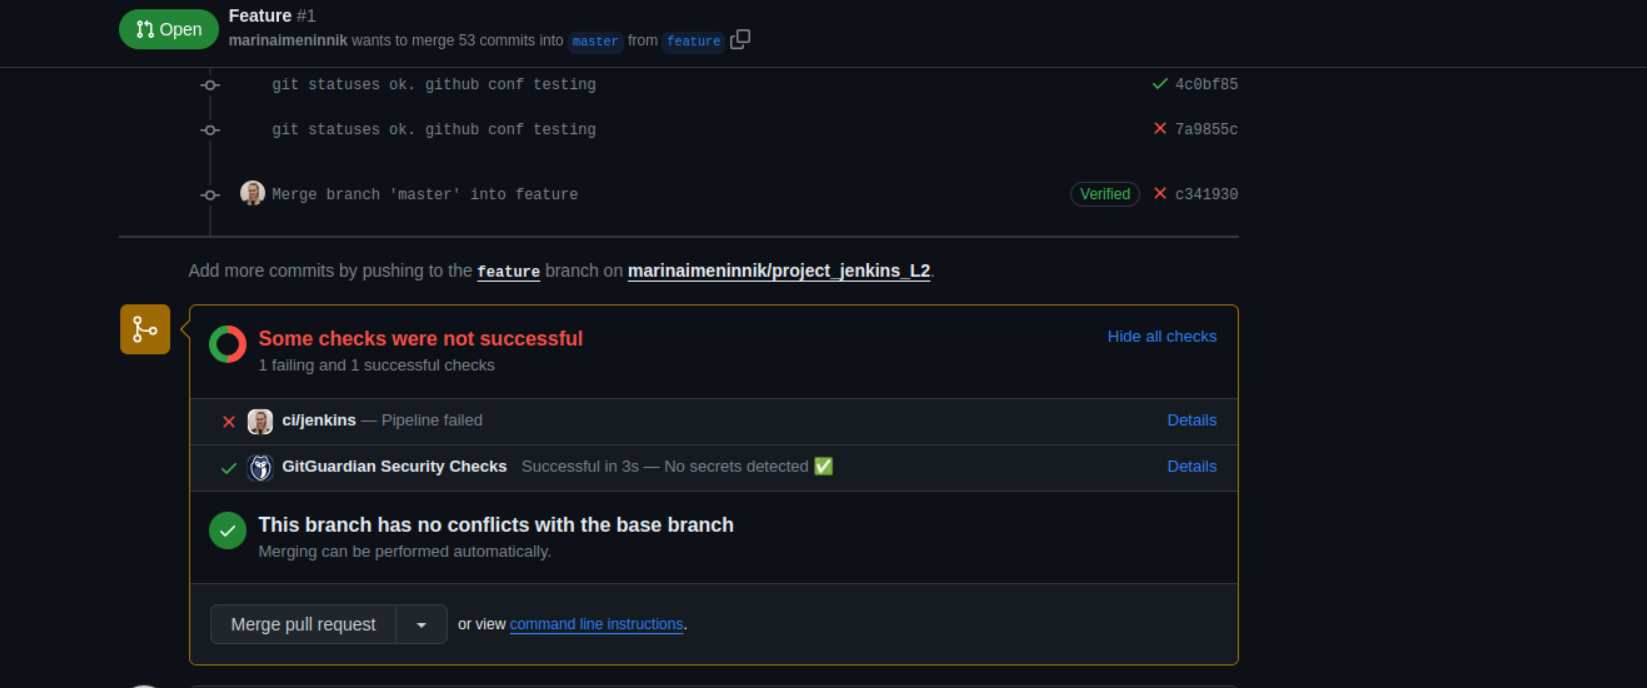 Open
Feature #1
marinaimeninnik wants to merge 53 commits into master from feature
git statuses ok. github conf testing 4c0bf85
git statuses ok. github conf testing 7a9855c
Merge branch 'master' into feature Verified c341930
Add more commits by pushing to the feature branch on marinaimeninnik/project_jenkins_L2.
Some checks were not successful Hide all checks
1 failing and 1 successful checks
ci/jenkins — Pipeline failed Details
GitGuardian Security Checks Successful in 3s — No secrets detected ✅ Details
This branch has no conflicts with the base branch
Merging can be performed automatically.
Merge pull request or view command line instructions.